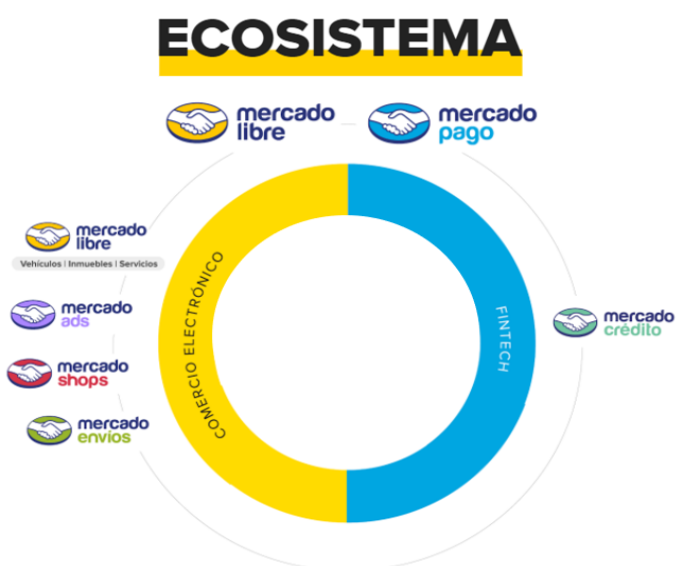 ECOSISTEMA
mercado
libre
mercado
pago
mercado
libre
Vehículos | Inmuebles | Servicios
mercado
ads
mercado
shops
mercado
envios
COMERCIO ELECTRÓNICO
FINTECH
mercado
crédito